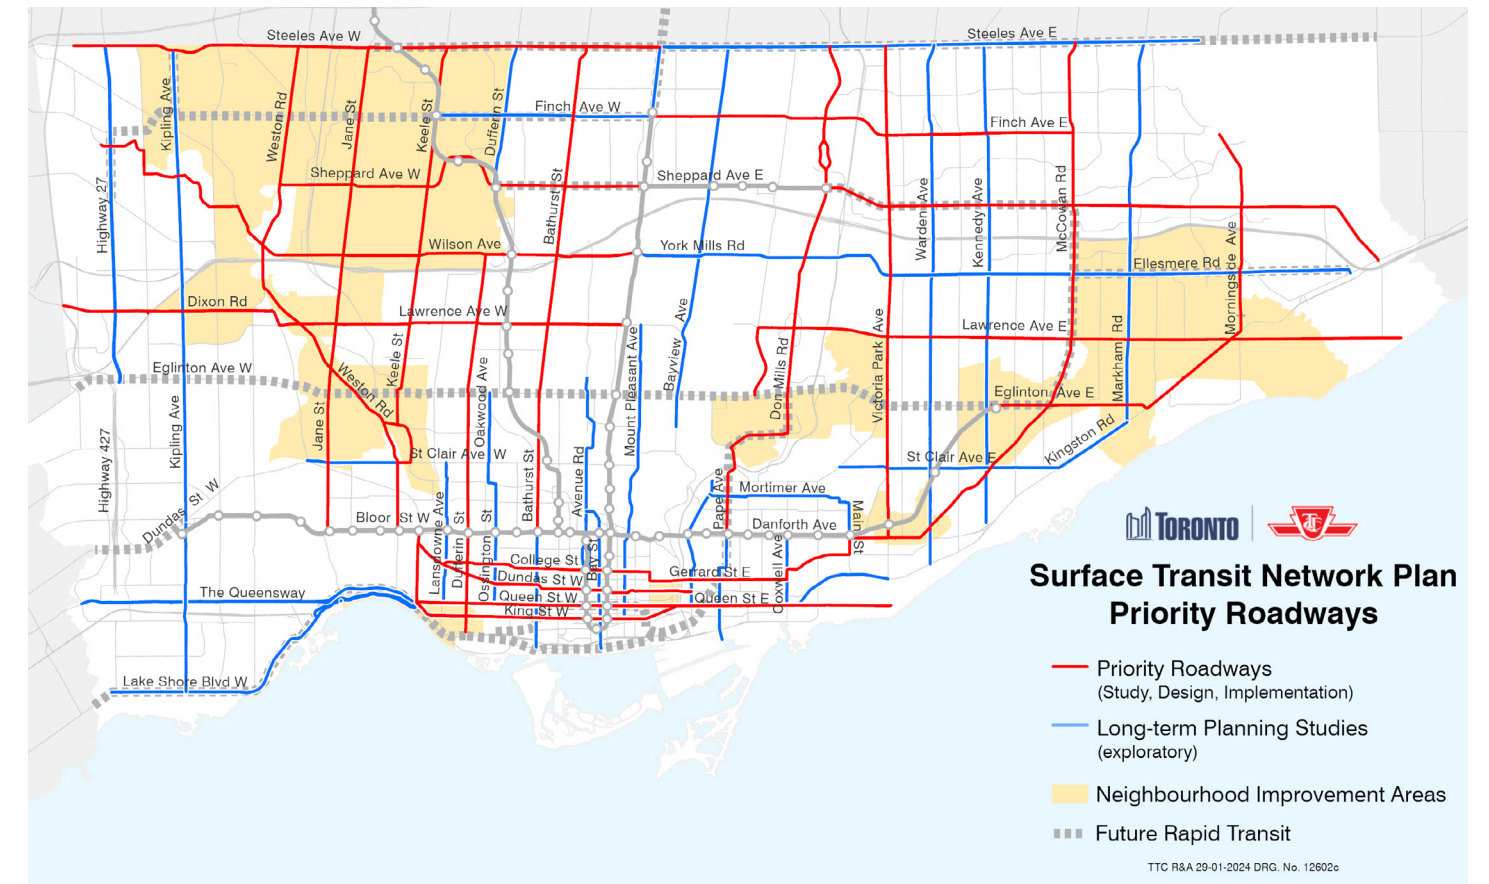 Steeles Ave W
Steeles Ave E
Kipling Ave
Weston Rd
Jane St
Keele St
Dufferin St
Finch Ave W
Finch Ave E
Sheppard Ave W
Sheppard Ave E
Highway 27
Bathurst St
Warden Ave
Kennedy Ave
McCowan Rd
Wilson Ave
York Mills Rd
Ellesmere Rd
Morningside Ave
Dixon Rd
Lawrence Ave W
Lawrence Ave E
Bayview Ave
Victoria Park Ave
Markham Rd
Mount Pleasant Ave
Keele St
Don Mills Rd
Eglinton Ave W
Eglinton Ave E
Weston Rd
Oakwood Ave
Kipling Ave
Jane St
Highway 427
St Clair Ave W
St Clair Ave E
Kingston Rd
Bathurst St
Avenue Rd
Dundas St W
Pape Ave
Mortimer Ave
Main St
Bloor St W
Danforth Ave
Lansdowne Ave
Dufferin St
Ossington St
College St
Bay St
Gerrard St E
Coxwell Ave
Dundas St W
The Queensway
Queen St W
Queen St E
King St W
Lake Shore Blvd W
TORONTO
TTC
Surface Transit Network Plan
Priority Roadways
Priority Roadways
(Study, Design, Implementation)
Long-term Planning Studies
(exploratory)
Neighbourhood Improvement Areas
Future Rapid Transit
TTC R&A 29-01-2024 DRG. No. 12602c